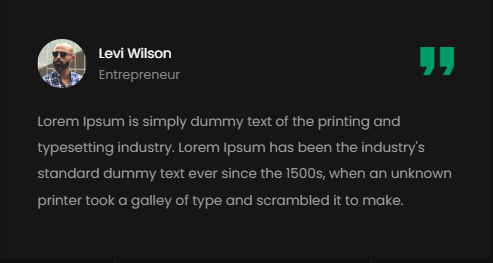 Levi Wilson
Entrepreneur
Lorem Ipsum is simply dummy text of the printing and
typesetting industry. Lorem Ipsum has been the industry's
standard dummy text ever since the 1500s, when an unknown
printer took a galley of type and scrambled it to make.